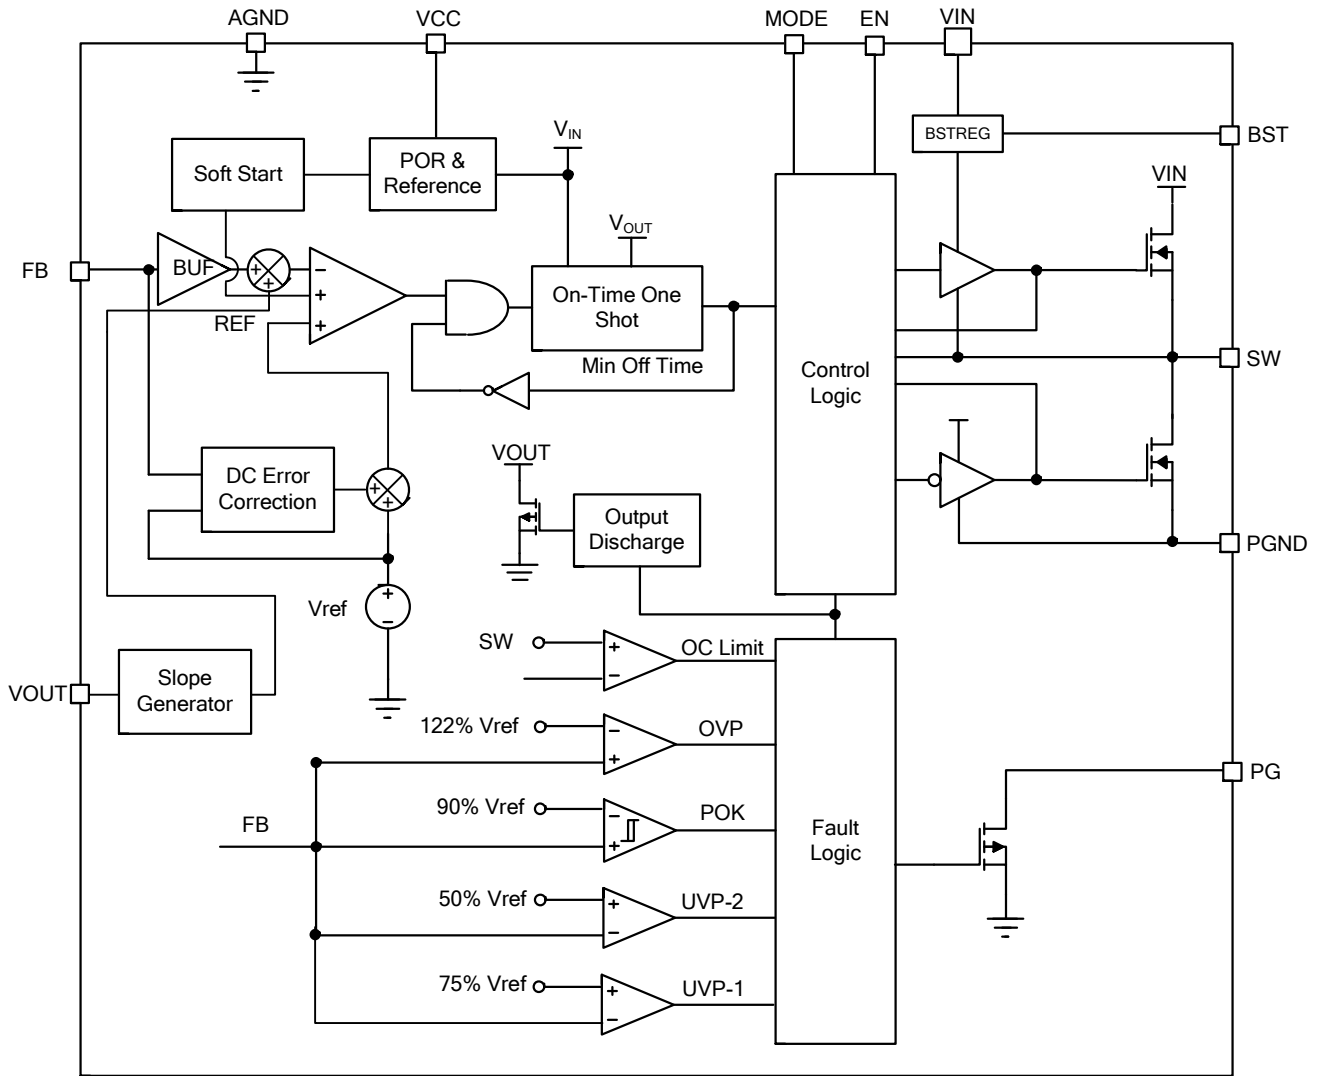 AGND
VCC
MODE
EN
VIN
BSTREG
BST
Soft Start
POR &
Reference
VIN
VIN
VOUT
FB
BUF
+
+
REF
−
+
+
On-Time One
Shot
Min Off Time
Control
Logic
SW
DC Error
Correction
+
+
VOUT
Output
Discharge
PGND
Vref
+
−
VOUT
Slope
Generator
SW
+
−
OC Limit
122% Vref
−
+
OVP
PG
90% Vref
−
+
POK
FB
Fault
Logic
50% Vref
+
−
UVP-2
75% Vref
+
−
UVP-1